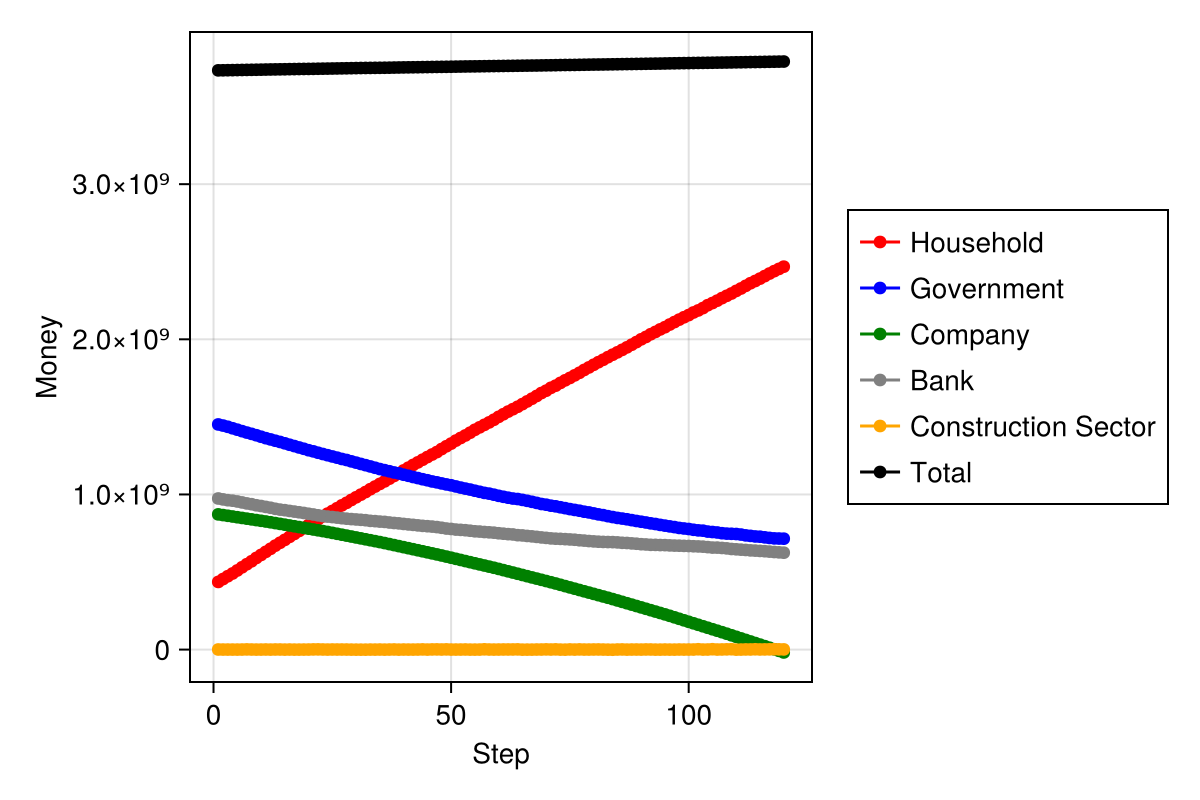 3.0×10⁹
2.0×10⁹
1.0×10⁹
0
Money
0
50
100
Step
Household
Government
Company
Bank
Construction Sector
Total